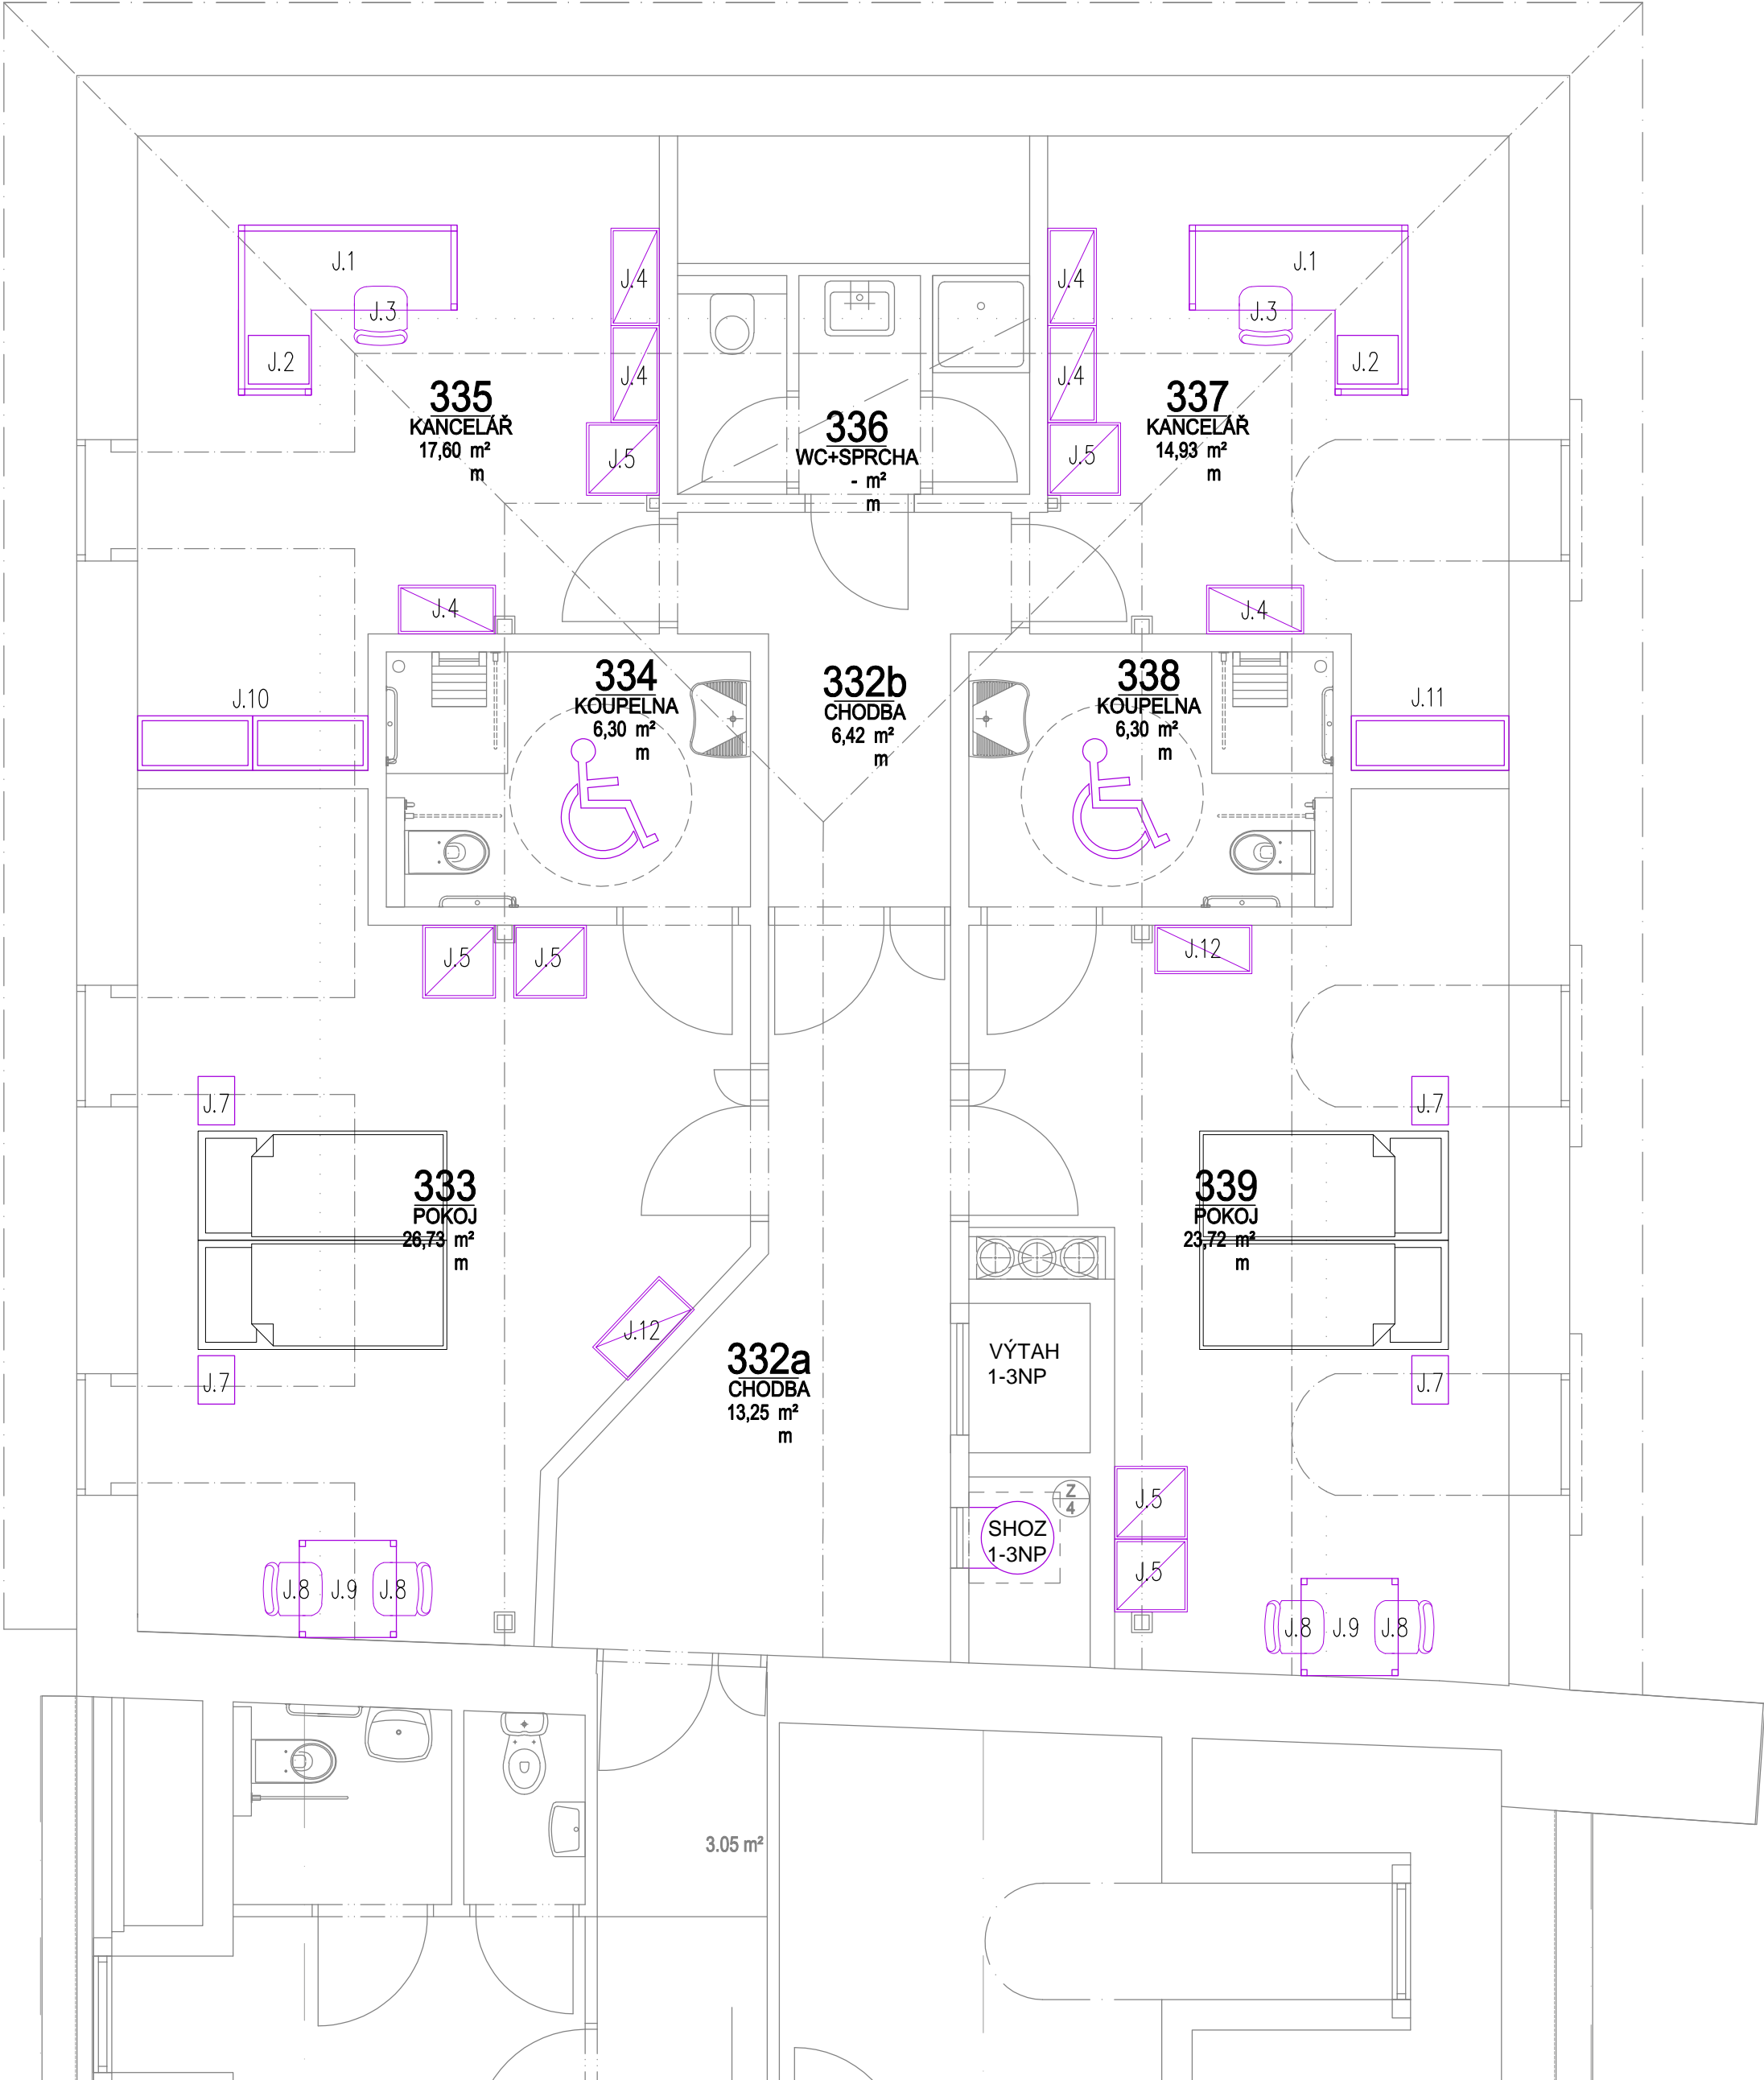 J.1
J.3
J.2
J.4
J.4
J.5
335
KANCELÁŘ
17,60 m²
m
336
WC+SPRCHA
- m²
m
J.4
J.4
J.5
J.1
J.3
J.2
337
KANCELÁŘ
14,93 m²
m
J.4
J.4
J.10
334
KOUPELNA
6,30 m²
m
332b
CHODBA
6,42 m²
m
338
KOUPELNA
6,30 m²
m
J.11
J.5
J.5
J.12
J.7
J.7
333
POKOJ
26,73 m²
m
339
POKOJ
23,72 m²
m
J.12
J.7
J.7
332a
CHODBA
13,25 m²
m
VÝTAH
1-3NP
Z
4
SHOZ
1-3NP
J.5
J.5
J.8
J.9
J.8
J.8
J.9
J.8
3.05 m²